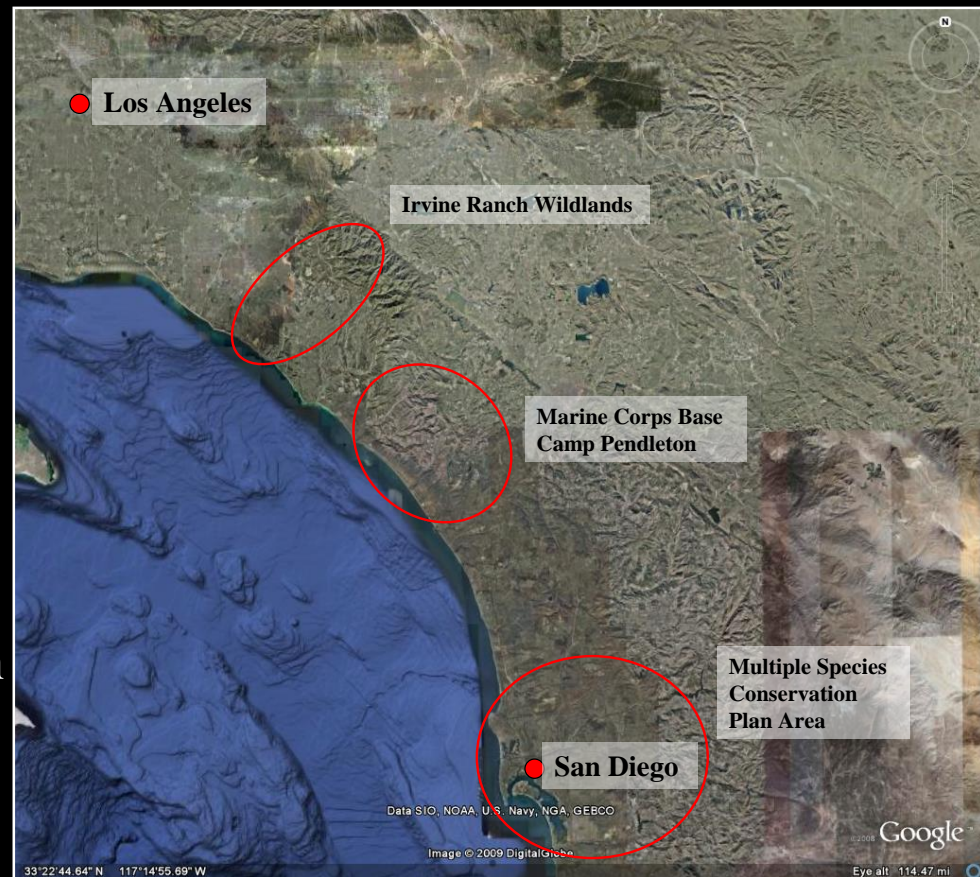 N
Los Angeles
Irvine Ranch Wildlands
Marine Corps Base
Camp Pendleton
Multiple Species
Conservation
Plan Area
San Diego
Data SIO, NOAA, U.S. Navy, NGA, GEBCO
© 2008 Google
Image © 2009 DigitalGlobe
33°22'44.64" N 117°14'55.69" W
Eye alt 114.47 mi